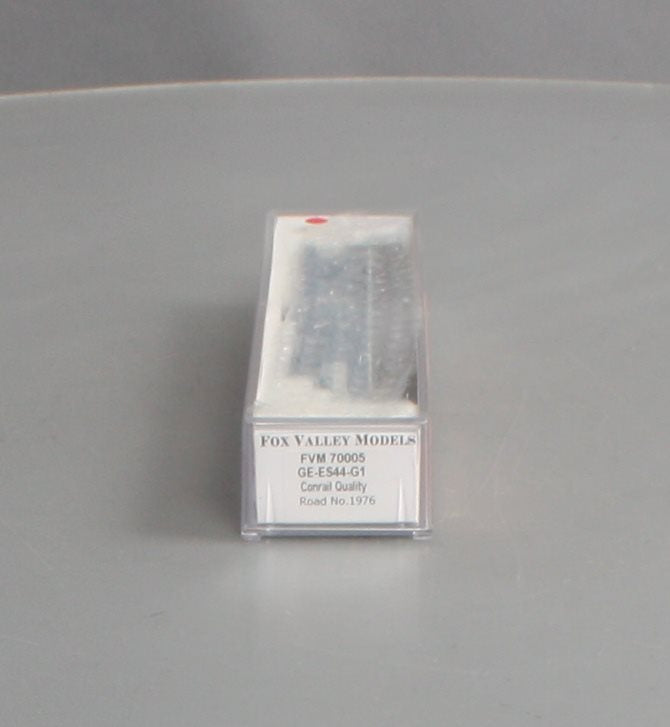 FOX VALLEY MODELS
FVM 70005
GE-ES44-G1
Conrail Quality
Road No.1976